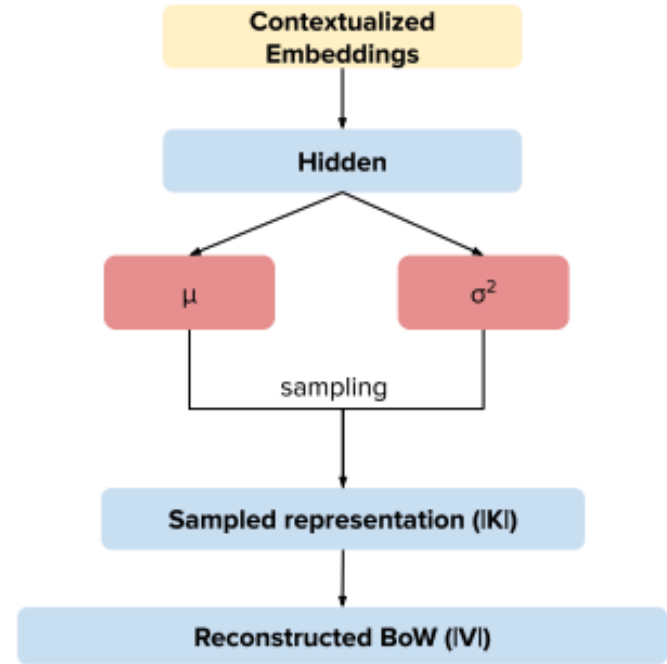 Contextualized
Embeddings
Hidden
μ
σ²
sampling
Sampled representation (|K|)
Reconstructed BoW (|V|)